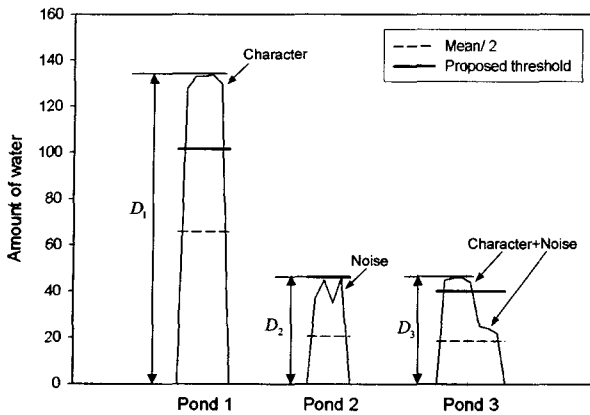 160
140
120
100
80
60
40
20
0
Amount of water
Mean/ 2
Proposed threshold
Character
D1
Noise
D2
Character+Noise
D3
Pond 1
Pond 2
Pond 3